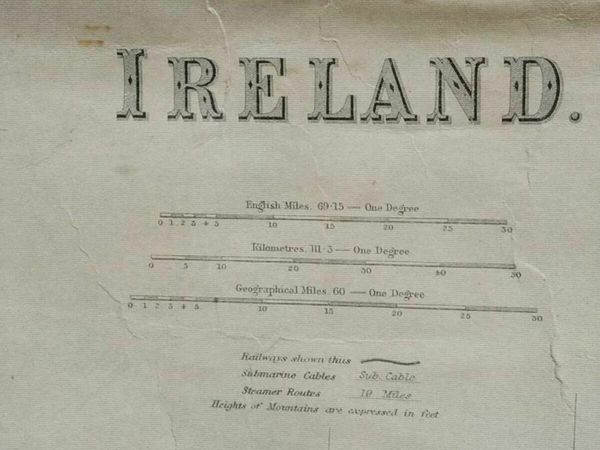 IRELAND.
English Miles. 69·15 — One Degree
0 1 2 3 4 5 10 15 20 25 30
Kilometres. 111·3 — One Degree
0 5 10 20 30 40 50
Geographical Miles. 60 — One Degree
0 1 2 3 4 5 10 15 20 25 30
Railways shown thus
Submarine Cables Sub. Cable
Steamer Routes 19 Miles
Heights of Mountains are expressed in feet